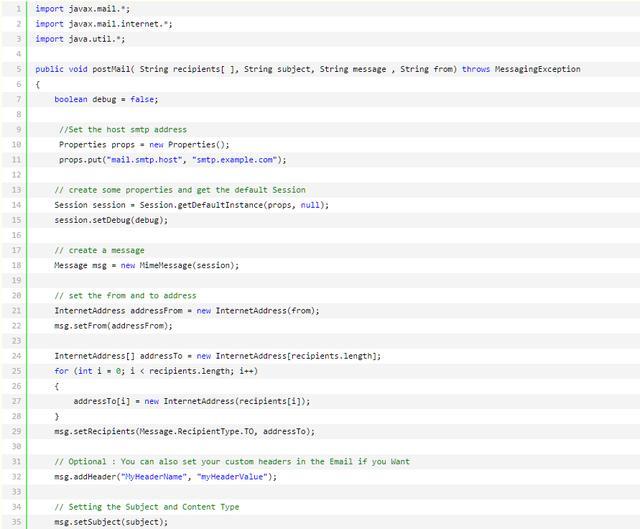 1 import javax.mail.*;
2 import javax.mail.internet.*;
3 import java.util.*;
4
5 public void postMail( String recipients[ ], String subject, String message , String from) throws MessagingException
6 {
7     boolean debug = false;
8
9      //Set the host smtp address
10      Properties props = new Properties();
11      props.put("mail.smtp.host", "smtp.example.com");
12
13     // create some properties and get the default Session
14     Session session = Session.getDefaultInstance(props, null);
15     session.setDebug(debug);
16
17     // create a message
18     Message msg = new MimeMessage(session);
19
20     // set the from and to address
21     InternetAddress addressFrom = new InternetAddress(from);
22     msg.setFrom(addressFrom);
23
24     InternetAddress[] addressTo = new InternetAddress[recipients.length];
25     for (int i = 0; i < recipients.length; i++)
26     {
27         addressTo[i] = new InternetAddress(recipients[i]);
28     }
29     msg.setRecipients(Message.RecipientType.TO, addressTo);
30
31     // Optional : You can also set your custom headers in the Email if you Want
32     msg.addHeader("MyHeaderName", "myHeaderValue");
33
34     // Setting the Subject and Content Type
35     msg.setSubject(subject);